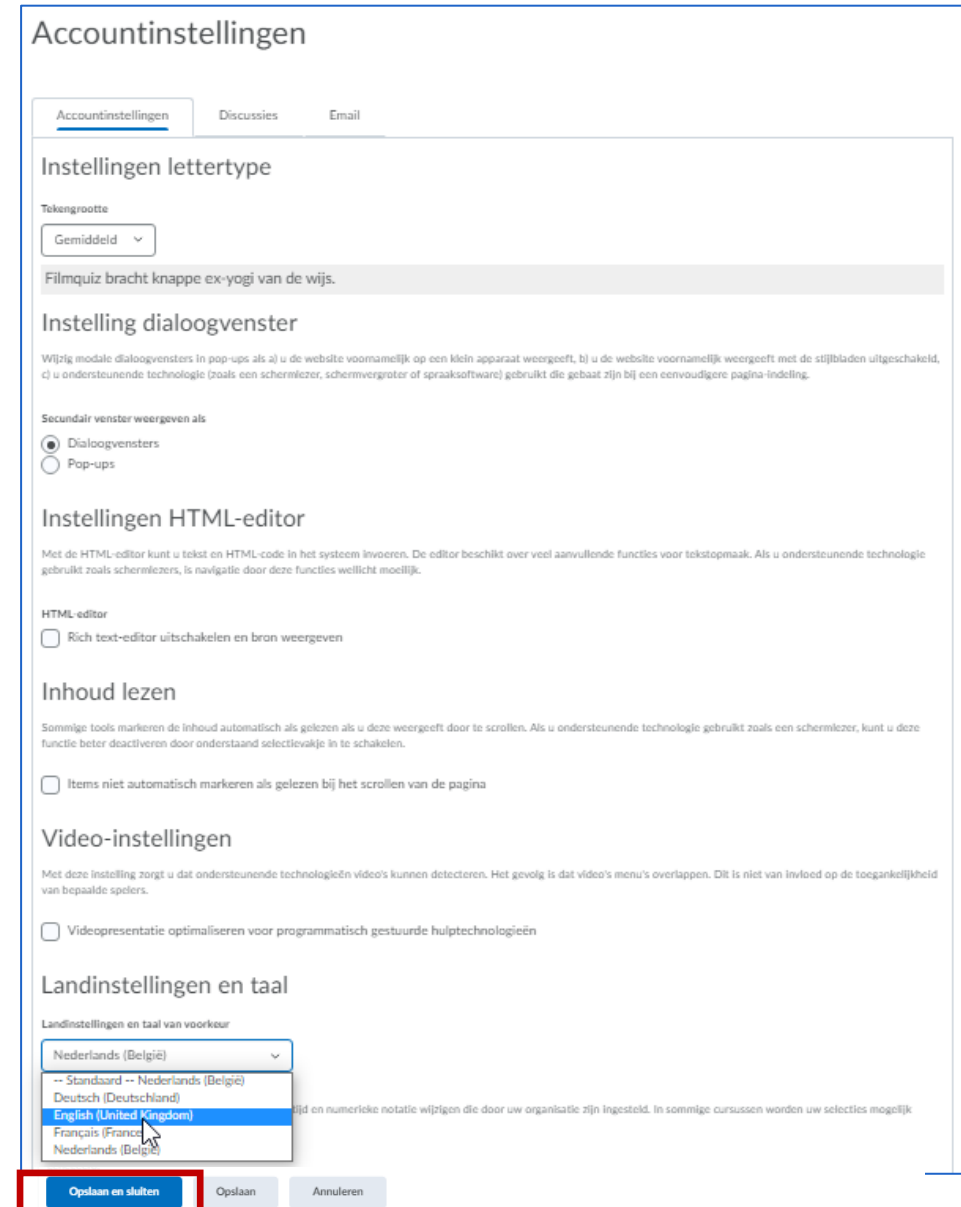 Accountinstellingen
Accountinstellingen Discussies Email
Instellingen lettertype
Tekengrootte
Gemiddeld
Filmquiz bracht knappe ex-yogi van de wijs.
Instelling dialoogvenster
Wijzig modale dialoogvensters in pop-ups als a) u de website voornamelijk op een klein apparaat weergeeft, b) u de website voornamelijk weergeeft met de stijlbladen uitgeschakeld,
c) u ondersteunende technologie (zoals een schermlezer, schermvergroter of spraaksoftware) gebruikt die gebaat zijn bij een eenvoudigere pagina-indeling.
Secundair venster weergeven als
Dialoogvensters
Pop-ups
Instellingen HTML-editor
Met de HTML-editor kunt u tekst en HTML-code in het systeem invoeren. De editor beschikt over veel aanvullende functies voor tekstopmaak. Als u ondersteunende technologie
gebruikt zoals schermlezers, is navigatie door deze functies wellicht moeilijk.
HTML-editor
Rich text-editor uitschakelen en bron weergeven
Inhoud lezen
Sommige tools markeren de inhoud automatisch als gelezen als u deze weergeeft door te scrollen. Als u ondersteunende technologie gebruikt zoals een schermlezer, kunt u deze
functie beter deactiveren door onderstaand selectievakje in te schakelen.
Items niet automatisch markeren als gelezen bij het scrollen van de pagina
Video-instellingen
Met deze instelling zorgt u dat ondersteunende technologieën video's kunnen detecteren. Het gevolg is dat video's menu's overlappen. Dit is niet van invloed op de toegankelijkheid
van bepaalde spelers.
Videopresentatie optimaliseren voor programmatisch gestuurde hulptechnologieën
Landinstellingen en taal
Landinstellingen en taal van voorkeur
Nederlands (België)
-- Standaard -- Nederlands (België)
Deutsch (Deutschland)
English (United Kingdom)
tijd en numerieke notatie wijzigen die door uw organisatie zijn ingesteld. In sommige cursussen worden uw selecties mogelijk
Français (France
Nederlands (België)
Opslaan en sluiten Opslaan Annuleren